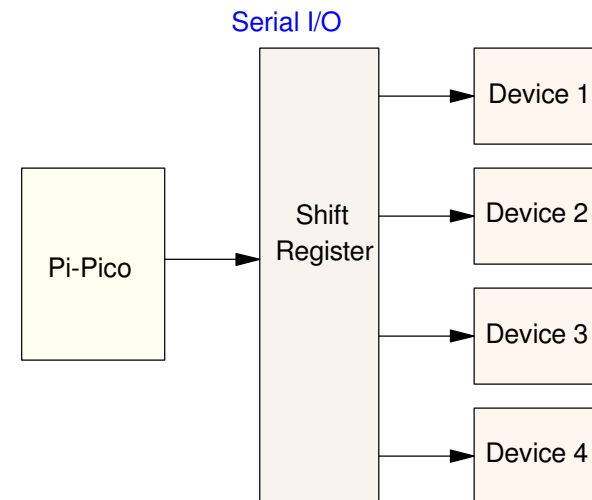 Serial I/O
Device 1
Device 2
Shift
Register
Pi-Pico
Device 3
Device 4